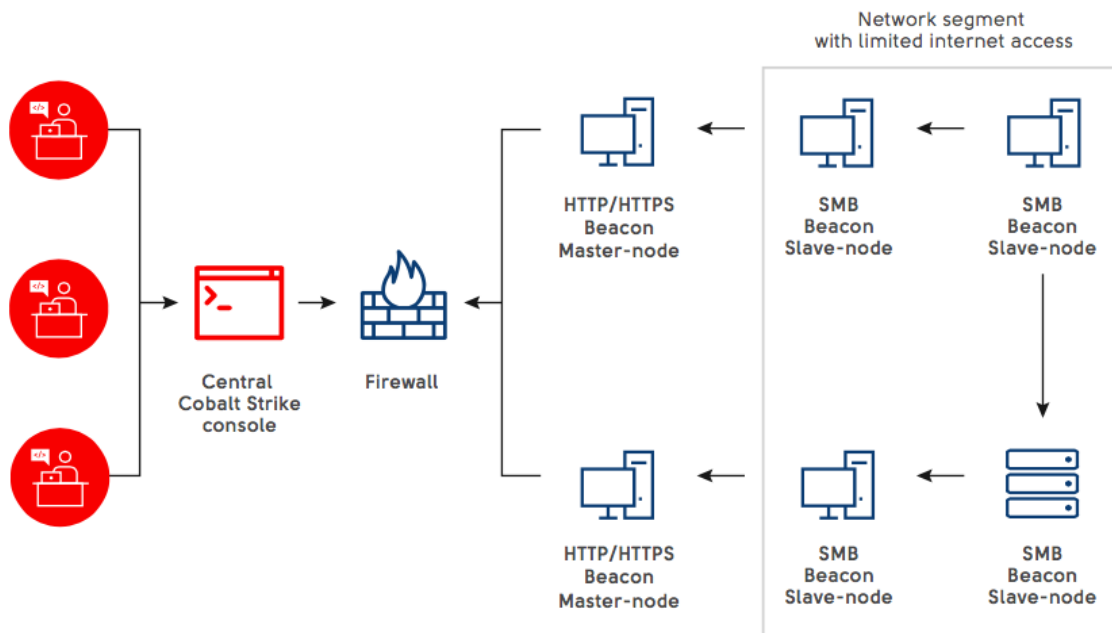 Network segment
with limited internet access
HTTP/HTTPS
Beacon
Master-node
SMB
Beacon
Slave-node
SMB
Beacon
Slave-node
Central
Cobalt Strike
console
Firewall
HTTP/HTTPS
Beacon
Master-node
SMB
Beacon
Slave-node
SMB
Beacon
Slave-node